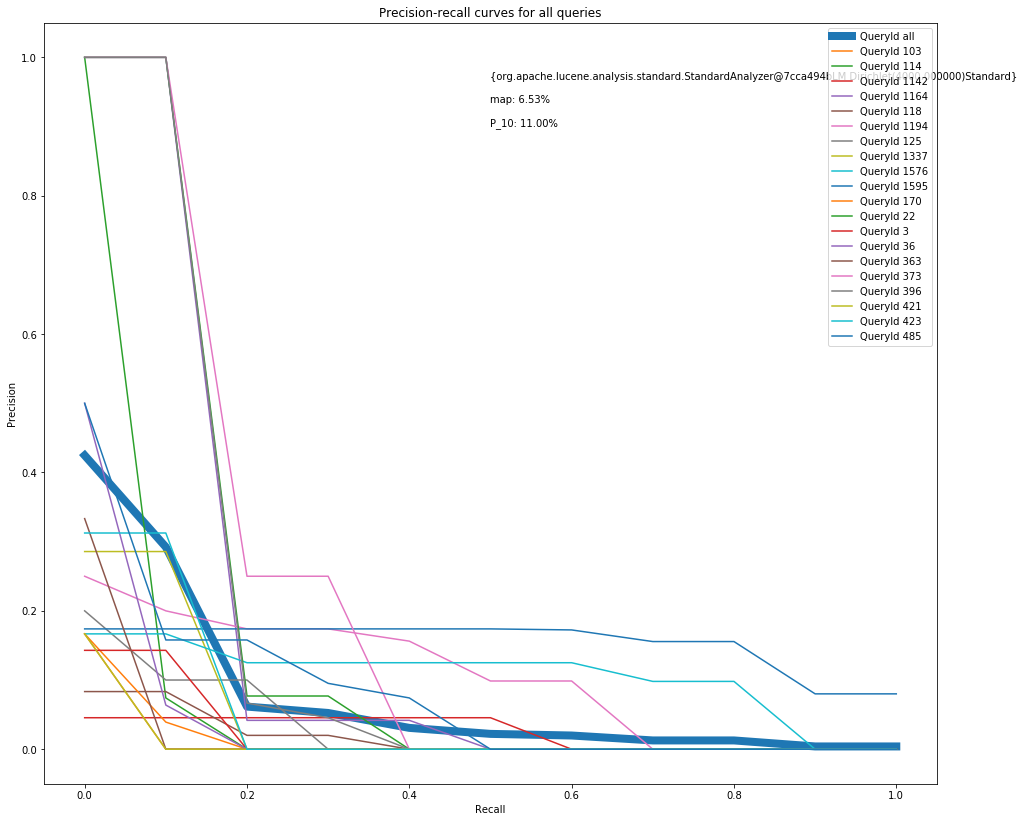 Precision-recall curves for all queries
1.0
0.8
0.6
0.4
0.2
0.0
Precision
0.0
0.2
0.4
0.6
0.8
1.0
Recall
{org.apache.lucene.analysis.standard.StandardAnalyzer@7cca494bLM
map: 6.53%
P_10: 11.00%
QueryId all
QueryId 103
QueryId 114
QueryId 1142
QueryId 1164
QueryId 118
QueryId 1194
QueryId 125
QueryId 1337
QueryId 1576
QueryId 1595
QueryId 170
QueryId 22
QueryId 3
QueryId 36
QueryId 363
QueryId 373
QueryId 396
QueryId 421
QueryId 423
QueryId 485